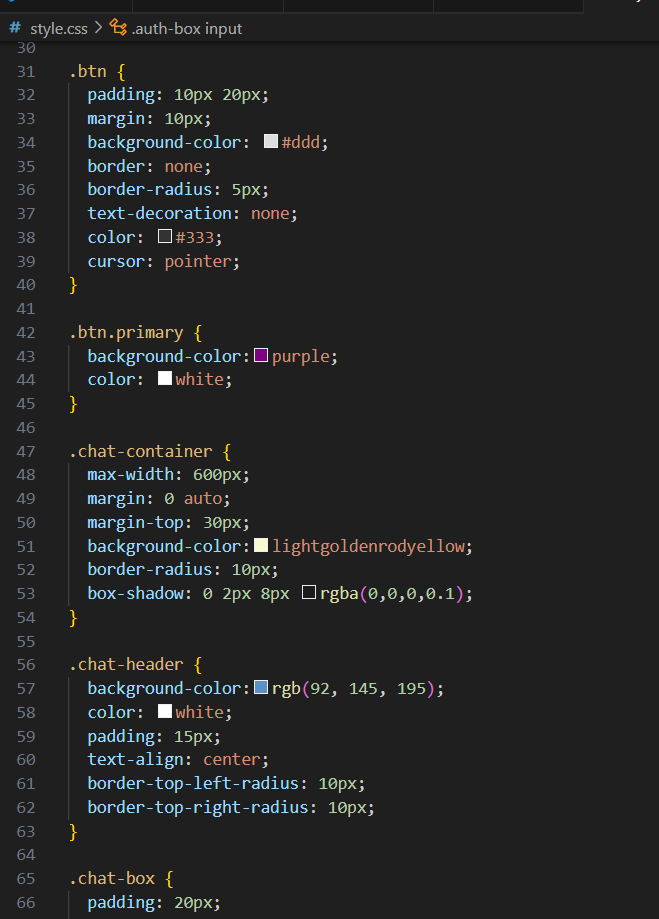 # style.css > .auth-box input
30
31 .btn {
32 padding: 10px 20px;
33 margin: 10px;
34 background-color: #ddd;
35 border: none;
36 border-radius: 5px;
37 text-decoration: none;
38 color: #333;
39 cursor: pointer;
40 }
41
42 .btn.primary {
43 background-color:purple;
44 color: white;
45 }
46
47 .chat-container {
48 max-width: 600px;
49 margin: 0 auto;
50 margin-top: 30px;
51 background-color:lightgoldenrodyellow;
52 border-radius: 10px;
53 box-shadow: 0 2px 8px rgba(0,0,0,0.1);
54 }
55
56 .chat-header {
57 background-color:rgb(92, 145, 195);
58 color: white;
59 padding: 15px;
60 text-align: center;
61 border-top-left-radius: 10px;
62 border-top-right-radius: 10px;
63 }
64
65 .chat-box {
66 padding: 20px;